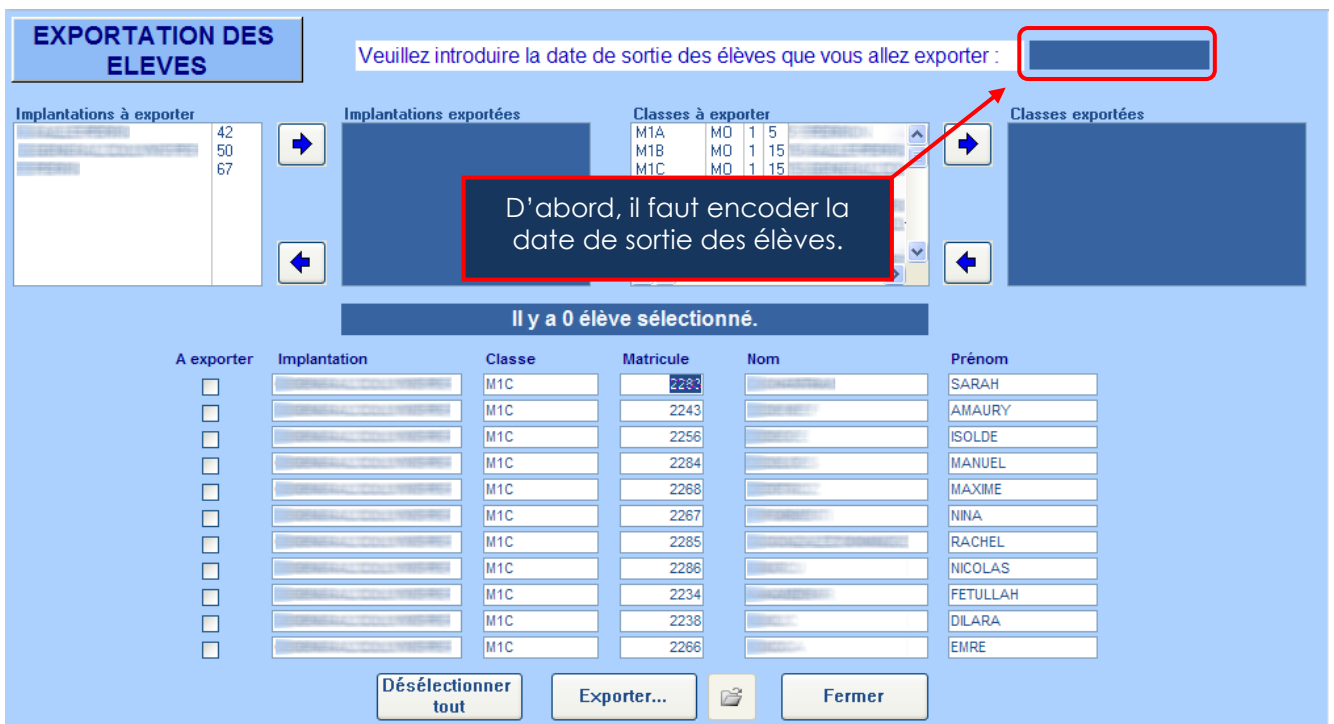 EXPORTATION DES
ELEVES
Veuillez introduire la date de sortie des élèves que vous allez exporter :
Implantations à exporter
42
50
67
Implantations exportées
Classes à exporter
M1A MO 1 5
M1B MO 1 15
M1C MO 1 15
Classes exportées
D’abord, il faut encoder la
date de sortie des élèves.
Il y a 0 élève sélectionné.
A exporter Implantation Classe Matricule Nom Prénom
M1C 2283 SARAH
M1C 2243 AMAURY
M1C 2256 ISOLDE
M1C 2284 MANUEL
M1C 2268 MAXIME
M1C 2267 NINA
M1C 2285 RACHEL
M1C 2286 NICOLAS
M1C 2234 FETULLAH
M1C 2238 DILARA
M1C 2266 EMRE
Désélectionner
tout
Exporter...
Fermer